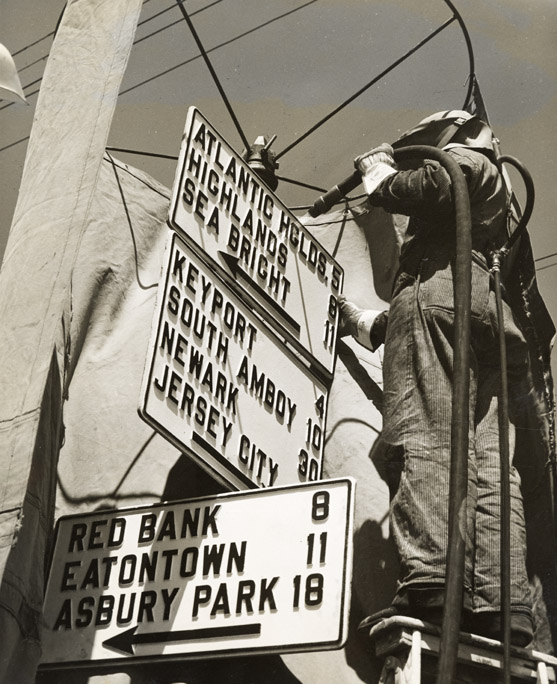 ATLANTIC HGLDS. 5
HIGHLANDS
SEA BRIGHT 11
KEYPORT 4
SOUTH AMBOY 10
NEWARK 30
JERSEY CITY
RED BANK 8
EATONTOWN 11
ASBURY PARK 18